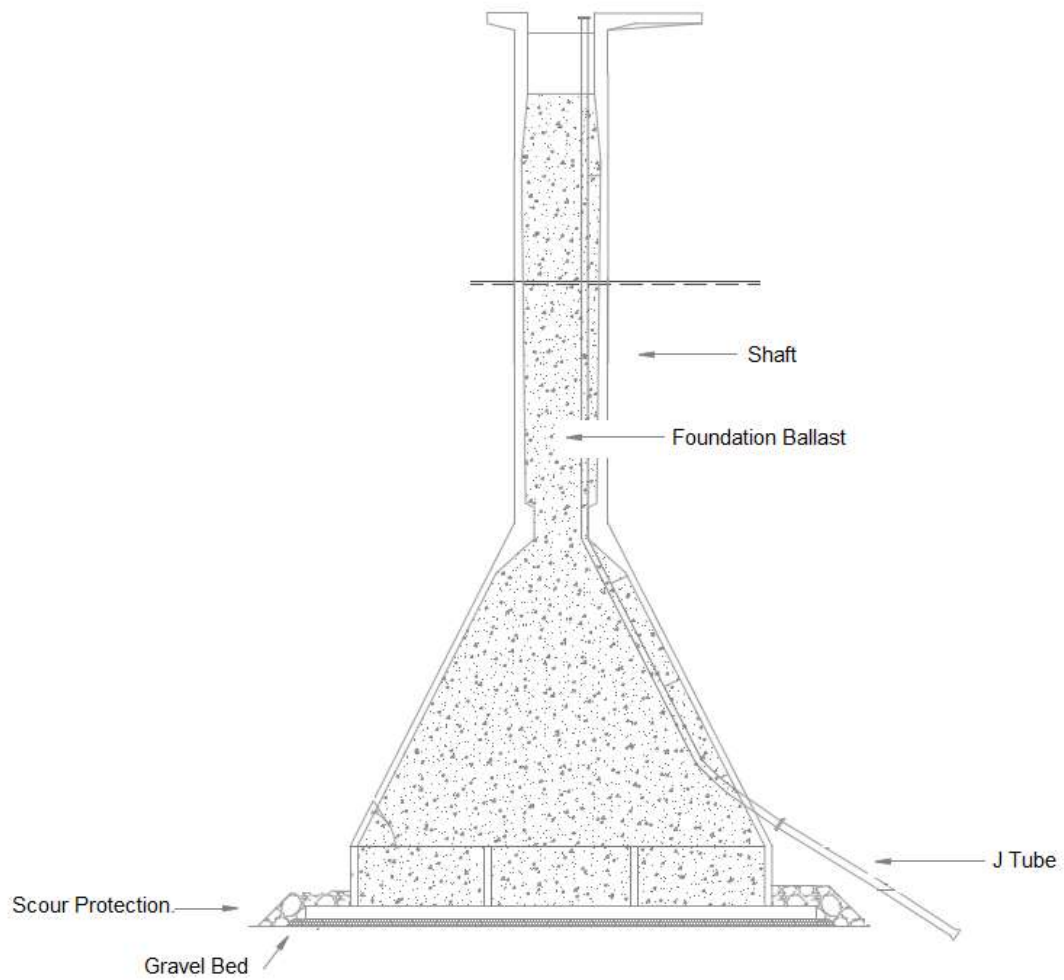 Shaft
Foundation Ballast
J Tube
Scour Protection
Gravel Bed